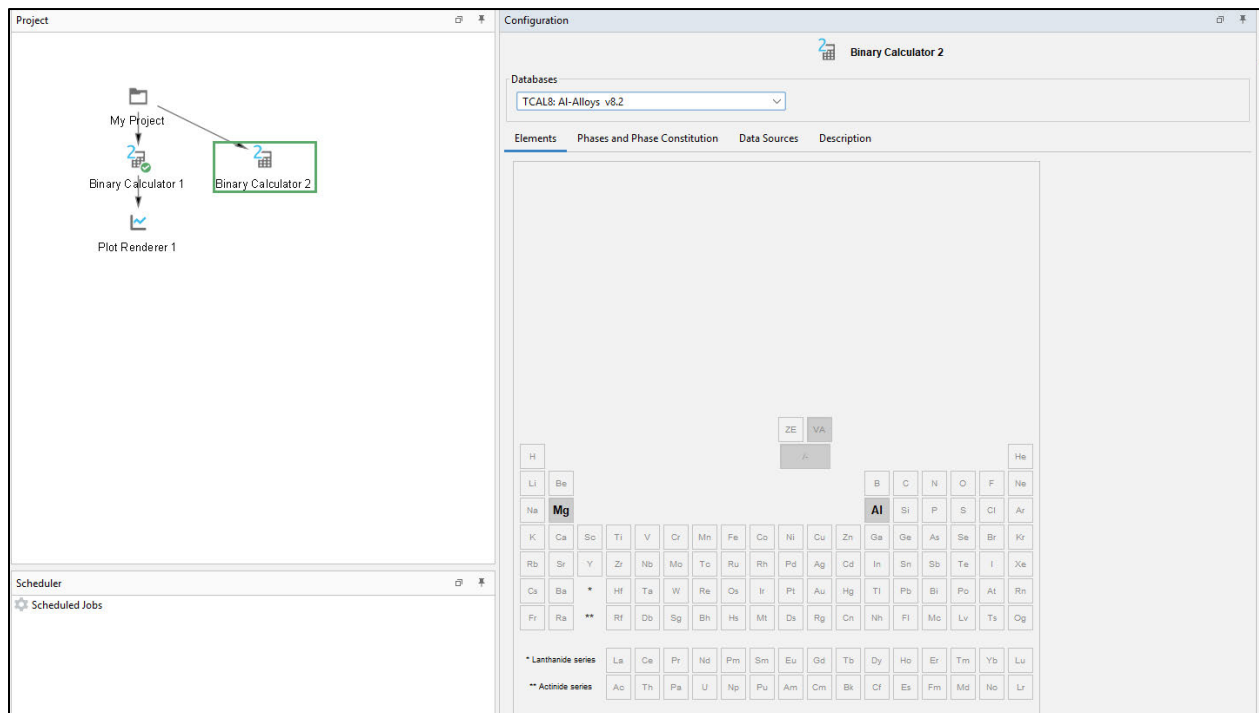 Project
My Project
2
2
Binary Calculator 1
Binary Calculator 2
Plot Renderer 1
Scheduler
Scheduled Jobs
Configuration
2
Binary Calculator 2
Databases
TCAL8: Al-Alloys v8.2
Elements Phases and Phase Constitution Data Sources Description
ZE VA
H He
Li Be B C N O F Ne
Na Mg Al Si P S Cl Ar
K Ca Sc Ti V Cr Mn Fe Co Ni Cu Zn Ga Ge As Se Br Kr
Rb Sr Y Zr Nb Mo Tc Ru Rh Pd Ag Cd In Sn Sb Te I Xe
Cs Ba * Hf Ta W Re Os Ir Pt Au Hg Tl Pb Bi Po At Rn
Fr Ra ** Rf Db Sg Bh Hs Mt Ds Rg Cn Nh Fl Mc Lv Ts Og
* Lanthanide series La Ce Pr Nd Pm Sm Eu Gd Tb Dy Ho Er Tm Yb Lu
** Actinide series Ac Th Pa U Np Pu Am Cm Bk Cf Es Fm Md No Lr